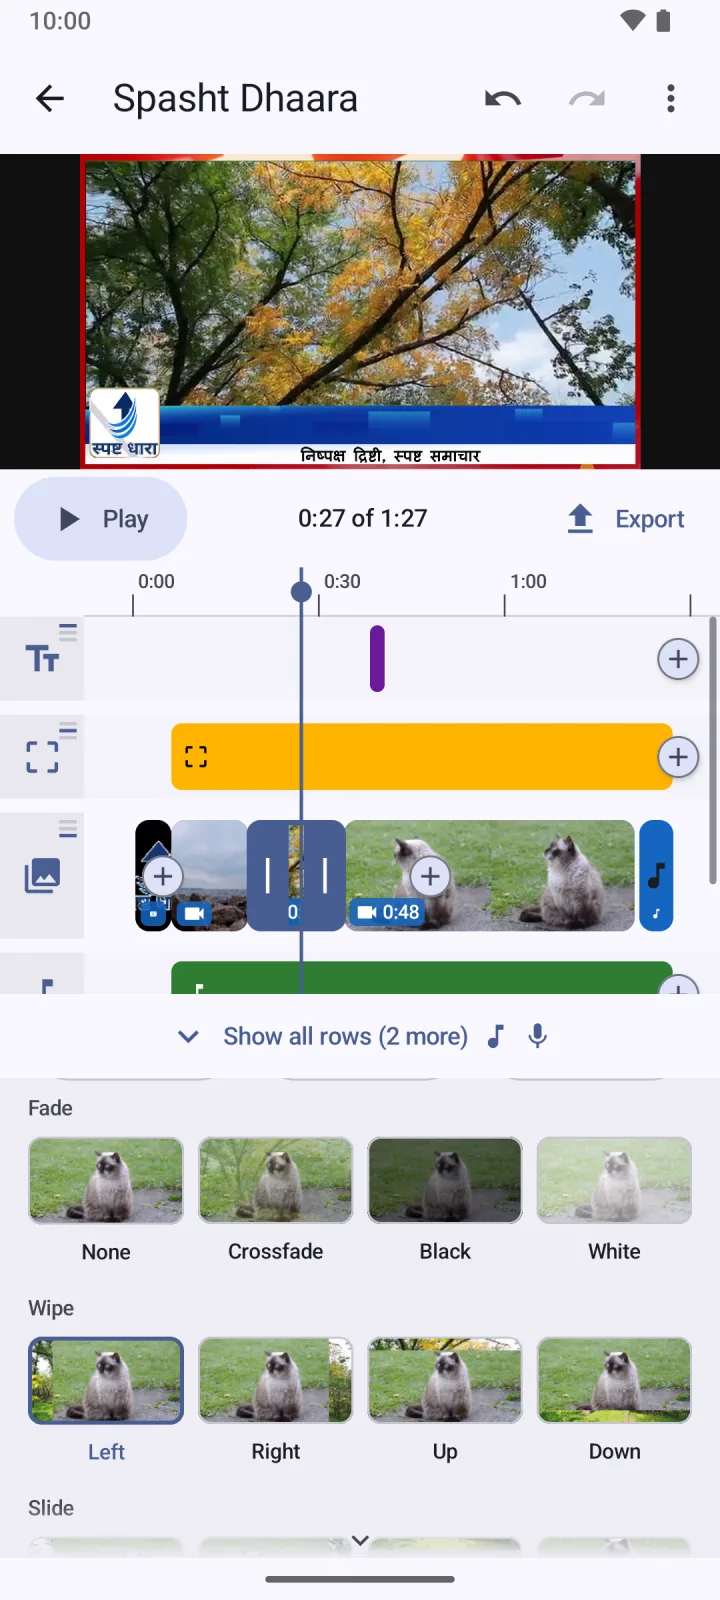 10:00
Spasht Dhaara
स्पष्ट धारा
निष्पक्ष द्रिष्टी, स्पष्ट समाचार
Play
0:27 of 1:27
Export
0:00
0:30
1:00
Tт
0
0:48
Show all rows (2 more)
Fade
None
Crossfade
Black
White
Wipe
Left
Right
Up
Down
Slide